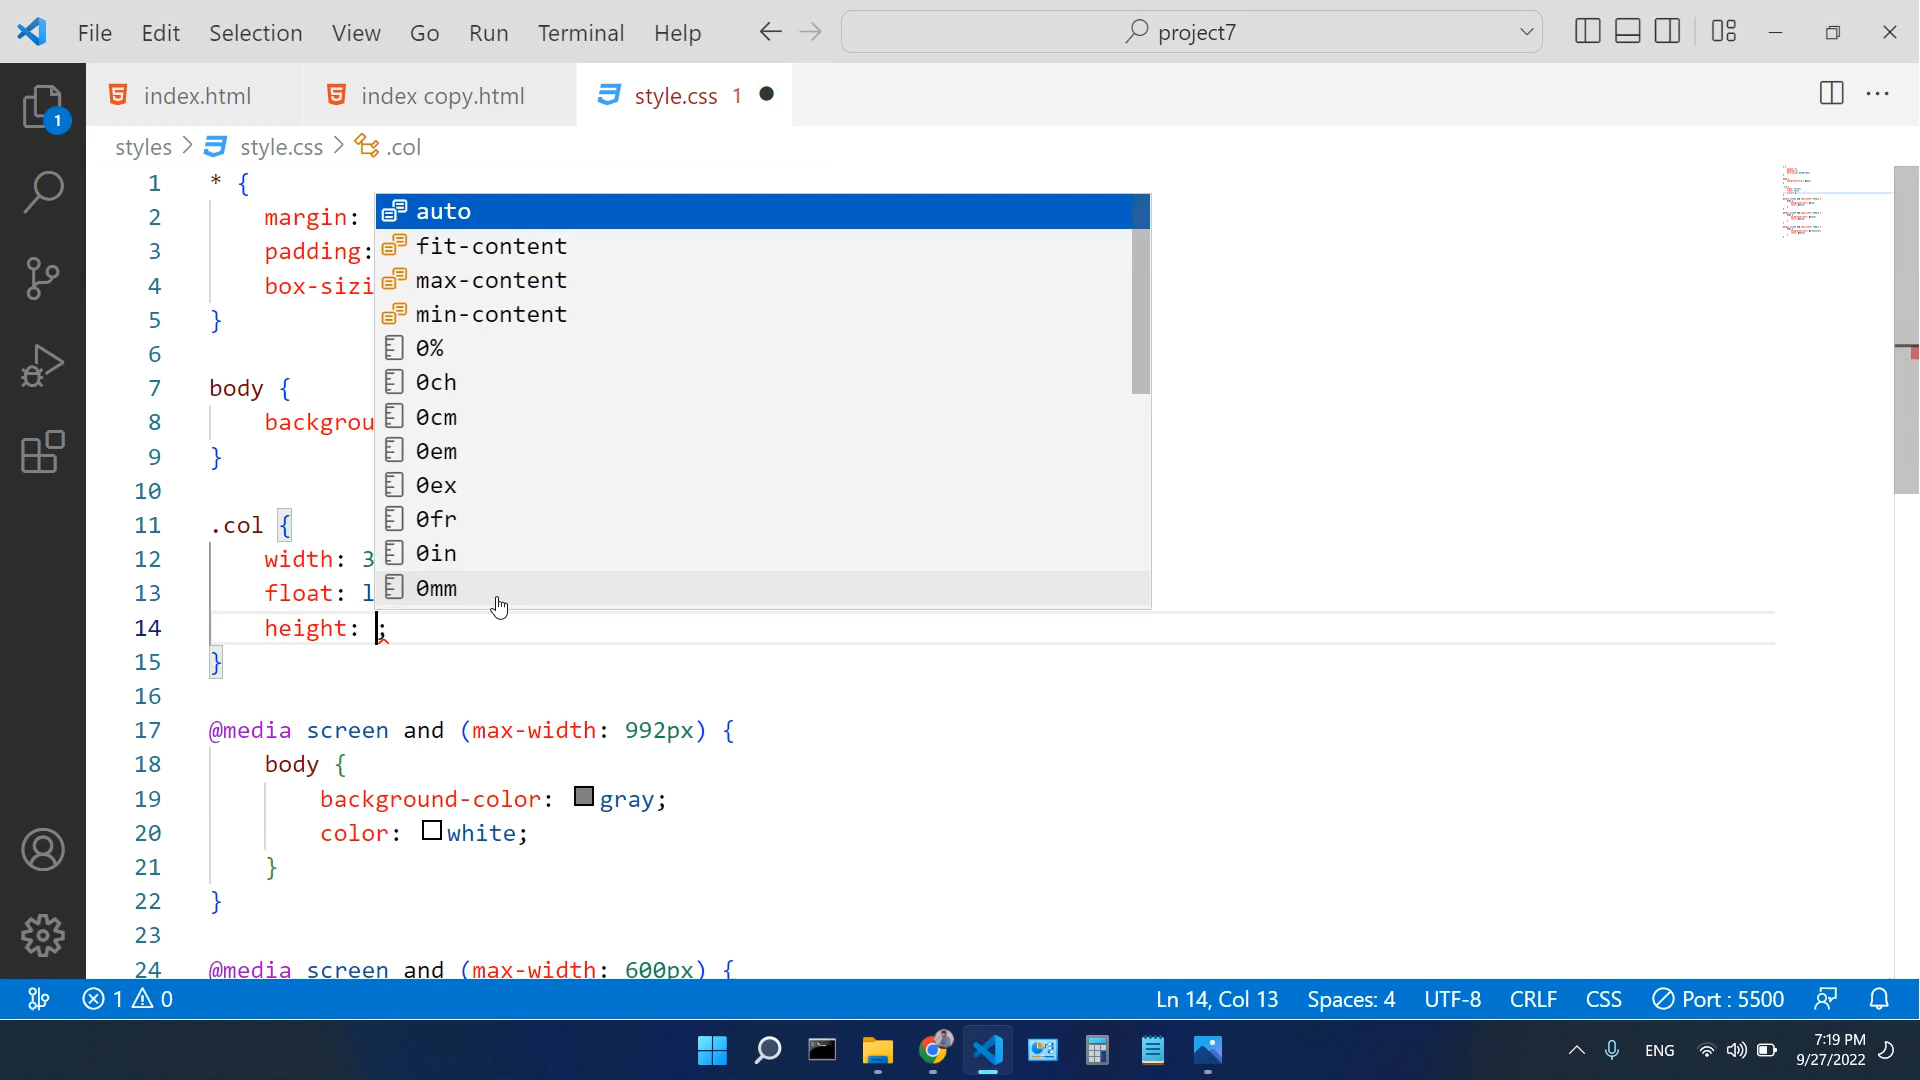 File Edit Selection View Go Run Terminal Help project7
1
index.html index copy.html style.css 1
styles > style.css > .col
1 * {
2 margin:
3 padding:
4 box-sizi
5 }
6
7 body {
8 backgrou
9 }
10
11 .col {
12 width: 3
13 float: l
14 height: ;
15 }
16
17 @media screen and (max-width: 992px) {
18 body {
19 background-color: gray;
20 color: white;
21 }
22 }
23
24 @media screen and (max-width: 600px) {
auto
fit-content
max-content
min-content
0%
0ch
0cm
0em
0ex
0fr
0in
0mm
1 0 Ln 14, Col 13 Spaces: 4 UTF-8 CRLF CSS Port : 5500
ENG 7:19 PM
9/27/2022